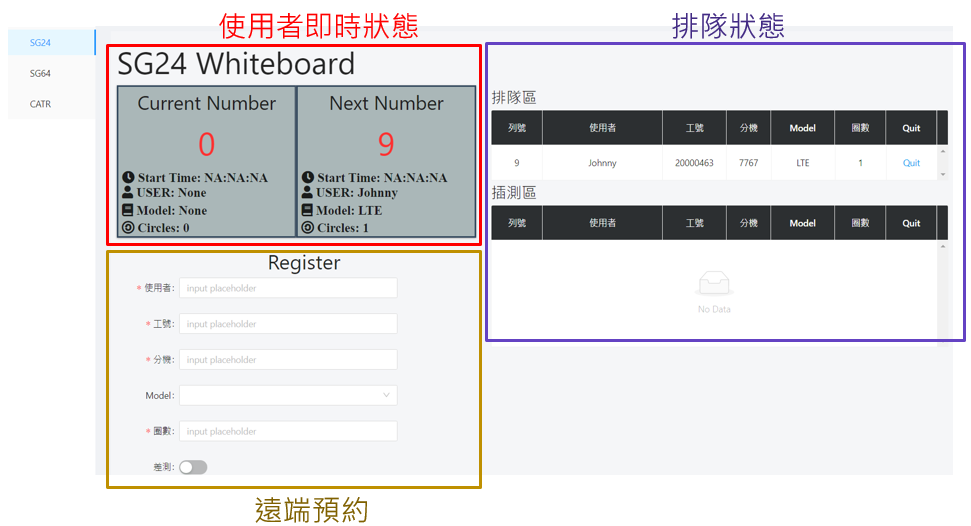 使用者即時狀態
排隊狀態
SG24
SG64
CATR
SG24 Whiteboard
Current Number
0
Start Time: NA:NA:NA
USER: None
Model: None
Circles: 0
Next Number
9
Start Time: NA:NA:NA
USER: Johnny
Model: LTE
Circles: 1
Register
* 使用者: input placeholder
* 工號: input placeholder
* 分機: input placeholder
Model:
* 圈數: input placeholder
差測:
遠端預約
排隊區
列號 使用者 工號 分機 Model 圈數 Quit
9 Johnny 20000463 7767 LTE 1 Quit
插測區
列號 使用者 工號 分機 Model 圈數 Quit
No Data